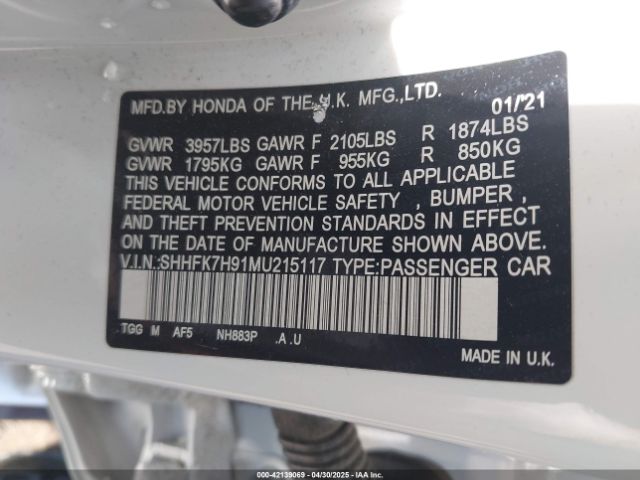 MFD.BY HONDA OF THE U.K. MFG.,LTD. 01/'21
GVWR 3957LBS GAWR F 2105LBS R 1874LBS
GVWR 1795KG GAWR F 955KG R 850KG
THIS VEHICLE CONFORMS TO ALL APPLICABLE
FEDERAL MOTOR VEHICLE SAFETY , BUMPER ,
AND THEFT PREVENTION STANDARDS IN EFFECT
ON THE DATE OF MANUFACTURE SHOWN ABOVE.
V.I.N.:SHHFK7H91MU215117 TYPE:PASSENGER CAR
TGG M AF5 NH883P .A .U
MADE IN U.K.
000-42139069 - 04/30/2025 - IAAI.com